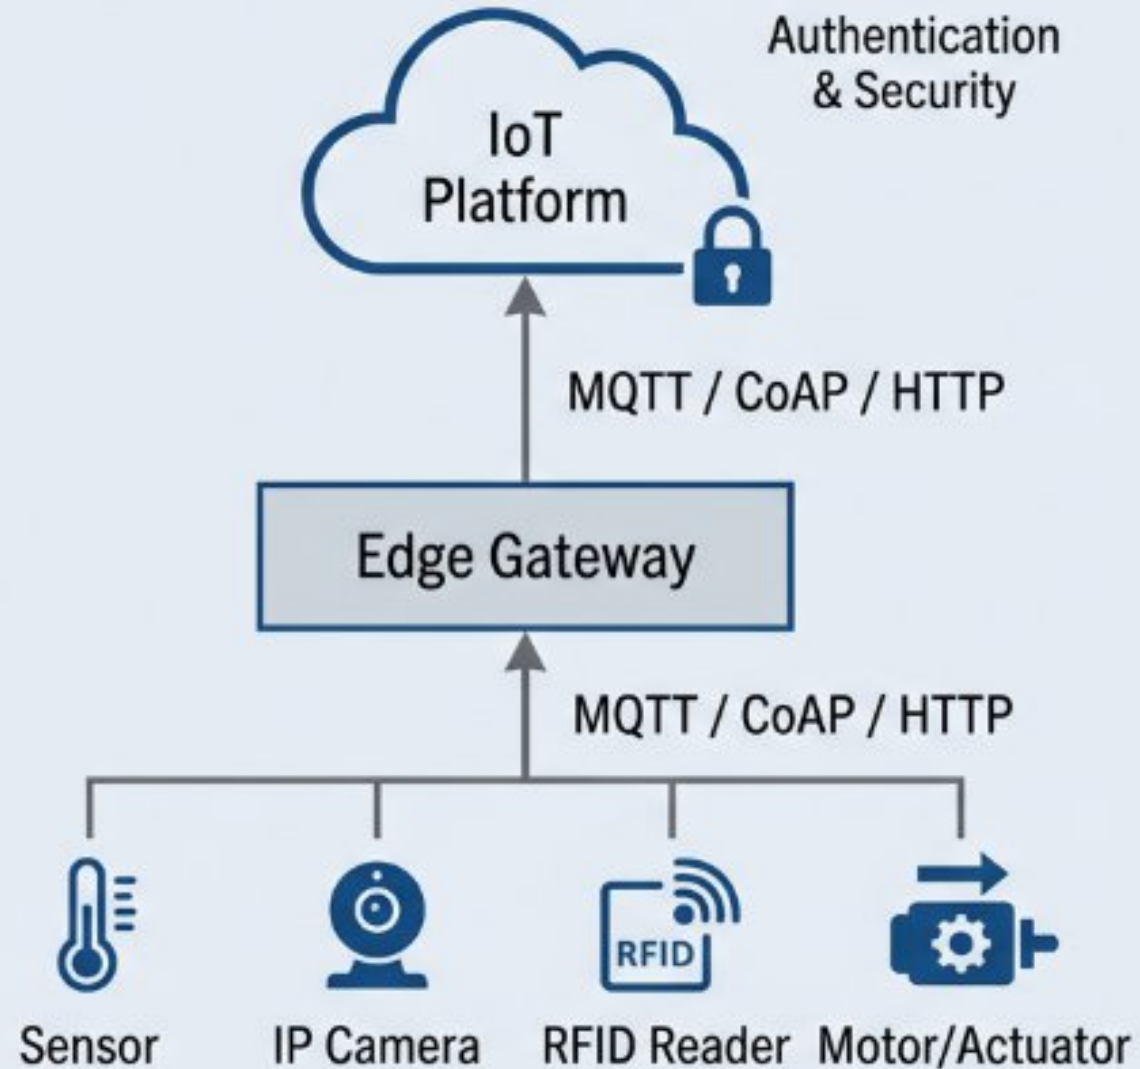 Authentication
& Security
IoT
Platform
MQTT / CoAP / HTTP
Edge Gateway
MQTT / CoAP / HTTP
RFID
Sensor
IP Camera
RFID Reader
Motor/Actuator